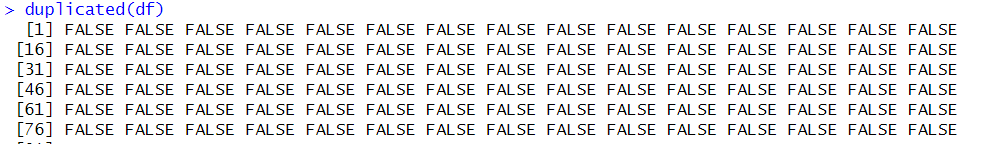 > duplicated(df)
[1] FALSE FALSE FALSE FALSE FALSE FALSE FALSE FALSE FALSE FALSE FALSE FALSE FALSE FALSE FALSE
[16] FALSE FALSE FALSE FALSE FALSE FALSE FALSE FALSE FALSE FALSE FALSE FALSE FALSE FALSE FALSE
[31] FALSE FALSE FALSE FALSE FALSE FALSE FALSE FALSE FALSE FALSE FALSE FALSE FALSE FALSE FALSE
[46] FALSE FALSE FALSE FALSE FALSE FALSE FALSE FALSE FALSE FALSE FALSE FALSE FALSE FALSE FALSE
[61] FALSE FALSE FALSE FALSE FALSE FALSE FALSE FALSE FALSE FALSE FALSE FALSE FALSE FALSE FALSE
[76] FALSE FALSE FALSE FALSE FALSE FALSE FALSE FALSE FALSE FALSE FALSE FALSE FALSE FALSE FALSE